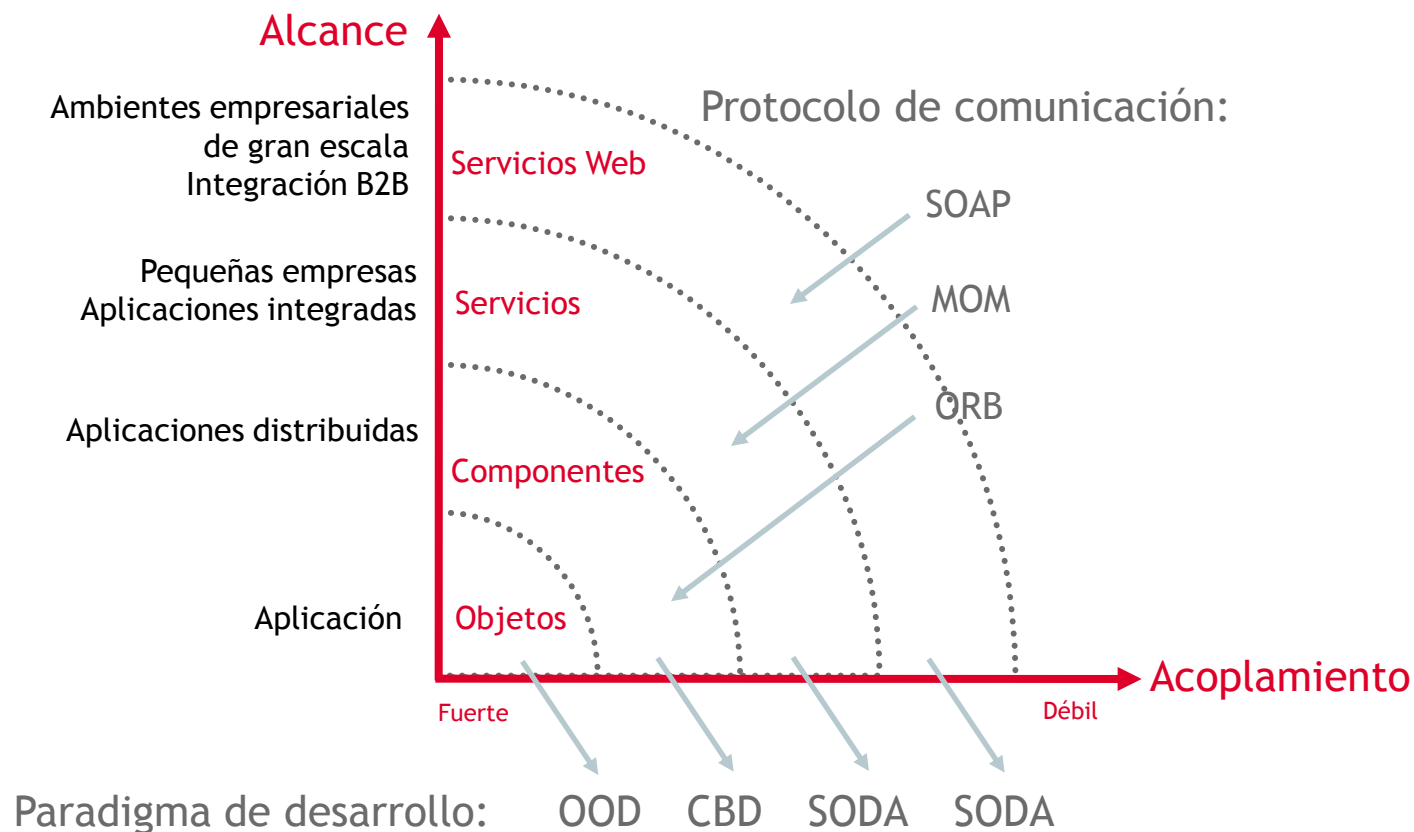 Alcance
Ambientes empresariales
de gran escala
Integración B2B
Servicios Web
Protocolo de comunicación:
SOAP
Pequeñas empresas
Aplicaciones integradas
Servicios
MOM
ORB
Aplicaciones distribuidas
Componentes
Aplicación
Objetos
Acoplamiento
Fuerte
Débil
Paradigma de desarrollo:
OOD
CBD
SODA
SODA